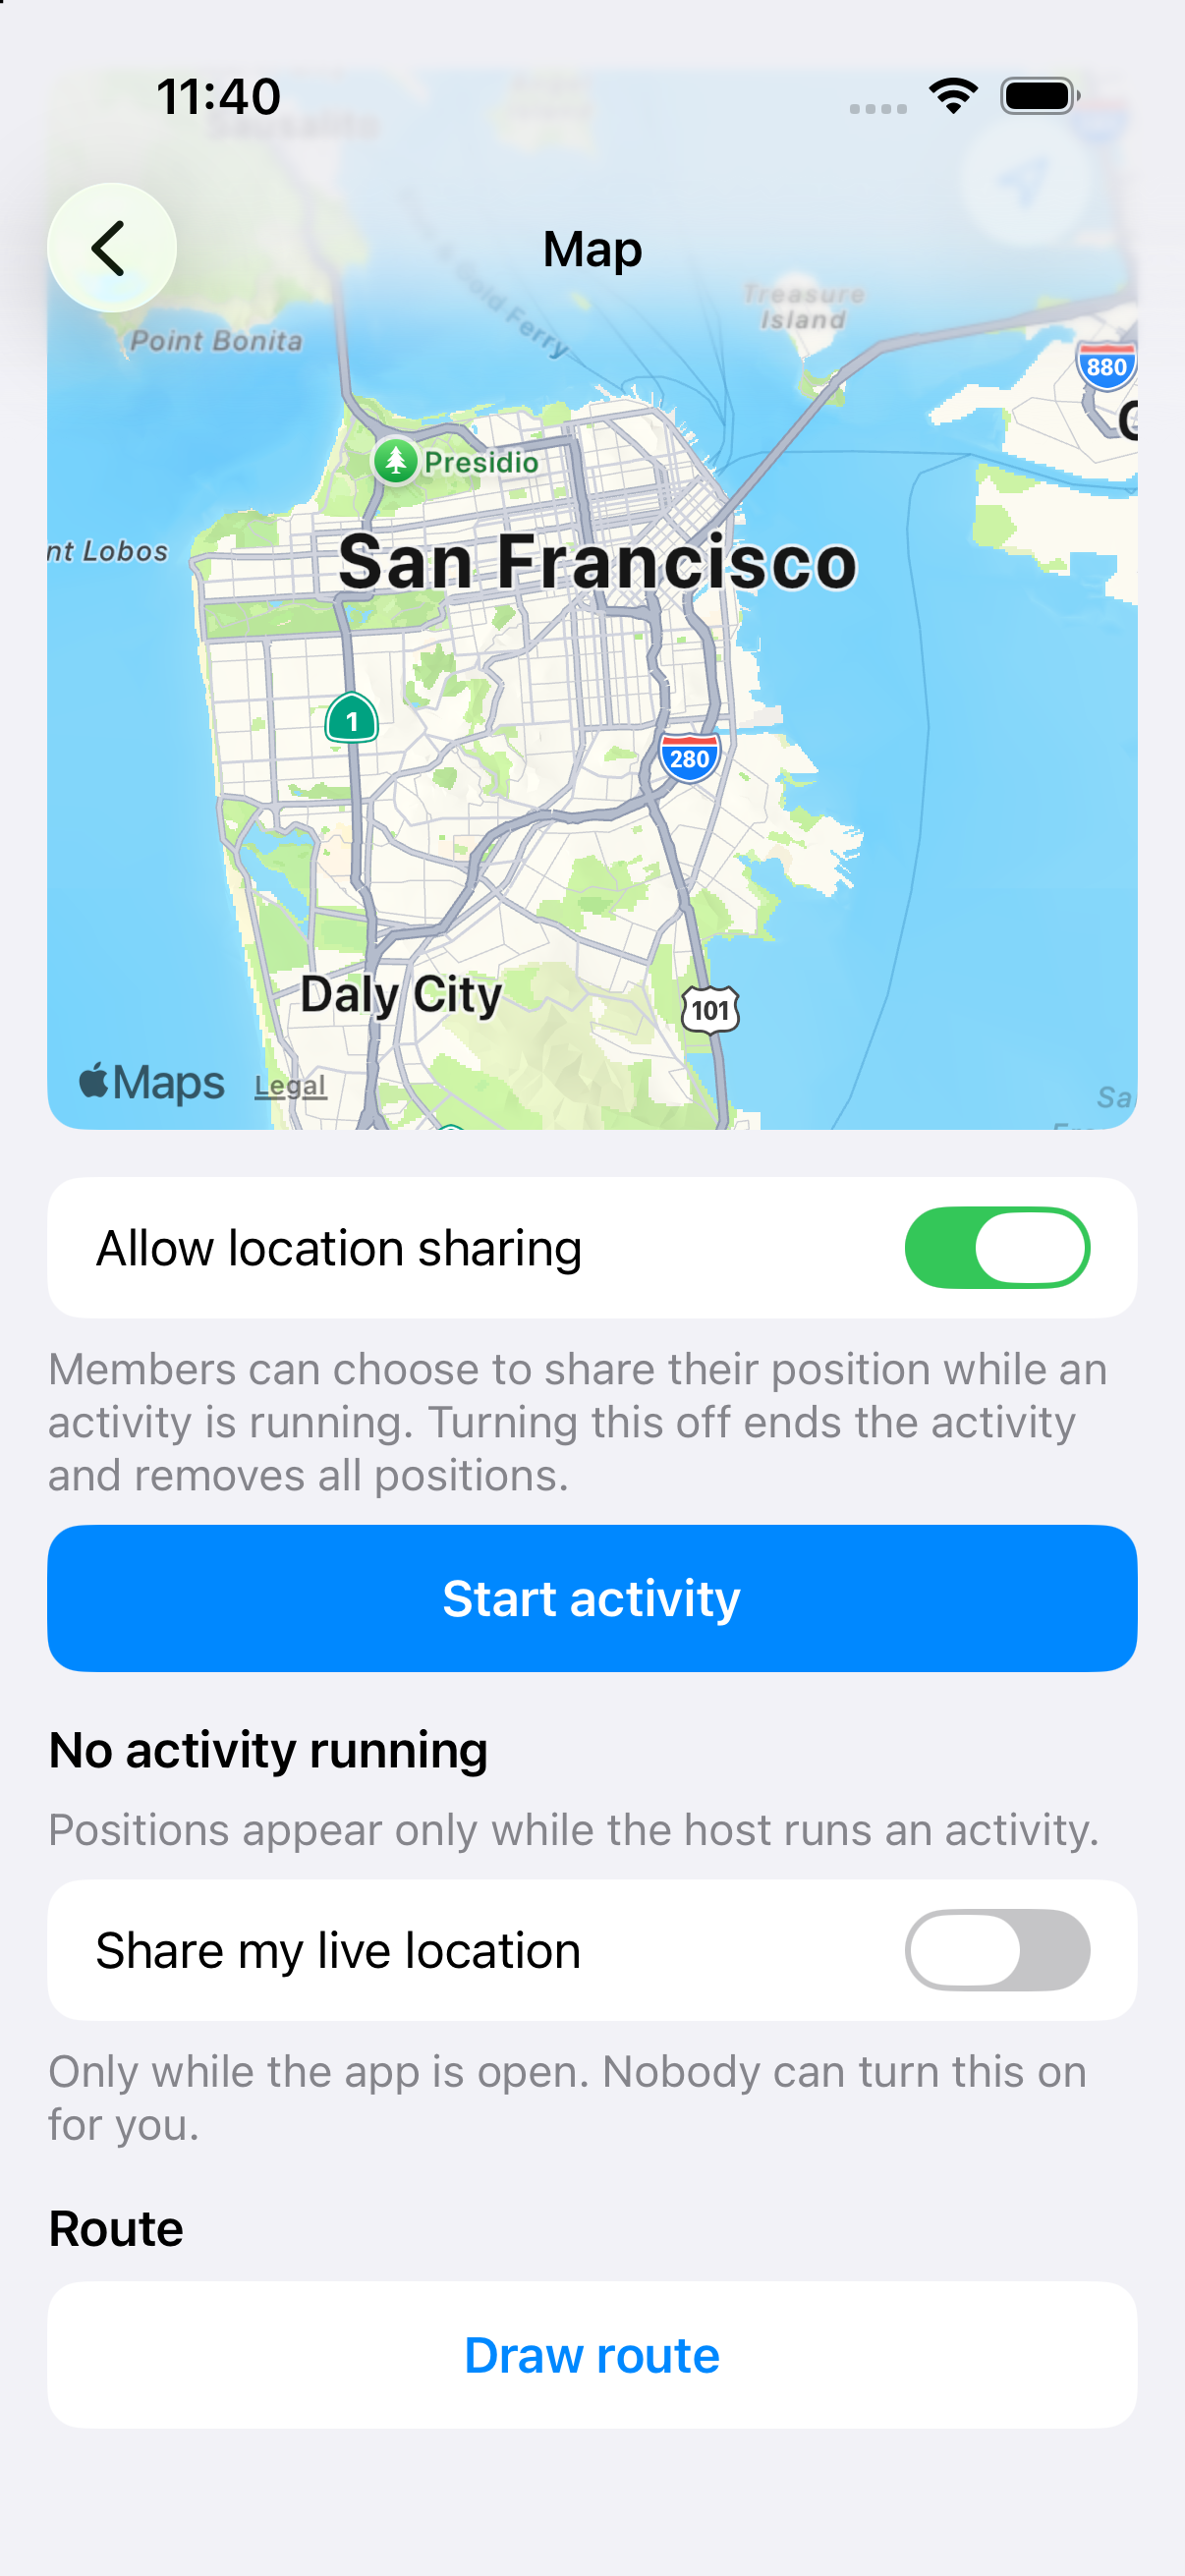 11:40
Sausalito
Map
Treasure
Island
Gold Ferry
Point Bonita
880
Presidio
nt Lobos
San Francisco
1
280
Daly City
101
Maps Legal
Sa
Allow location sharing
Members can choose to share their position while an
activity is running. Turning this off ends the activity
and removes all positions.
Start activity
No activity running
Positions appear only while the host runs an activity.
Share my live location
Only while the app is open. Nobody can turn this on
for you.
Route
Draw route